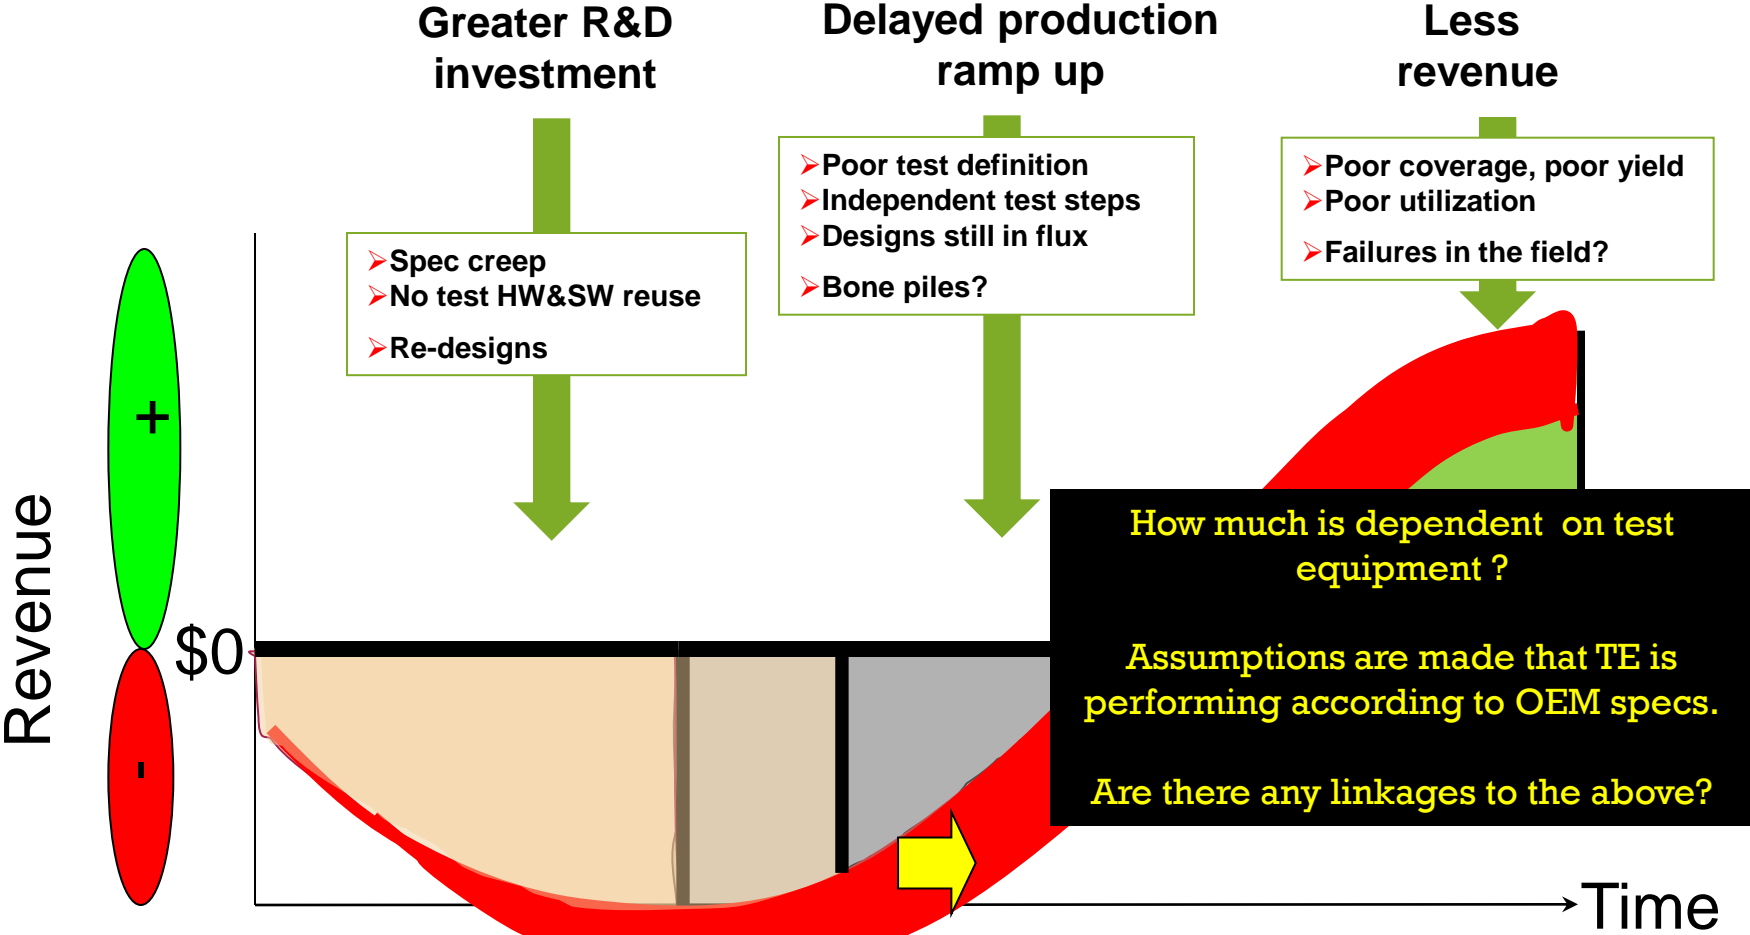 Greater R&D
investment
Delayed production
ramp up
Less
revenue
➢Spec creep
➢No test HW&SW reuse
➢Re-designs
➢Poor test definition
➢Independent test steps
➢Designs still in flux
➢Bone piles?
➢Poor coverage, poor yield
➢Poor utilization
➢Failures in the field?
Revenue
+
$0
-
How much is dependent  on test
equipment ?
Assumptions are made that TE is
performing according to OEM specs.
Are there any linkages to the above?
Time